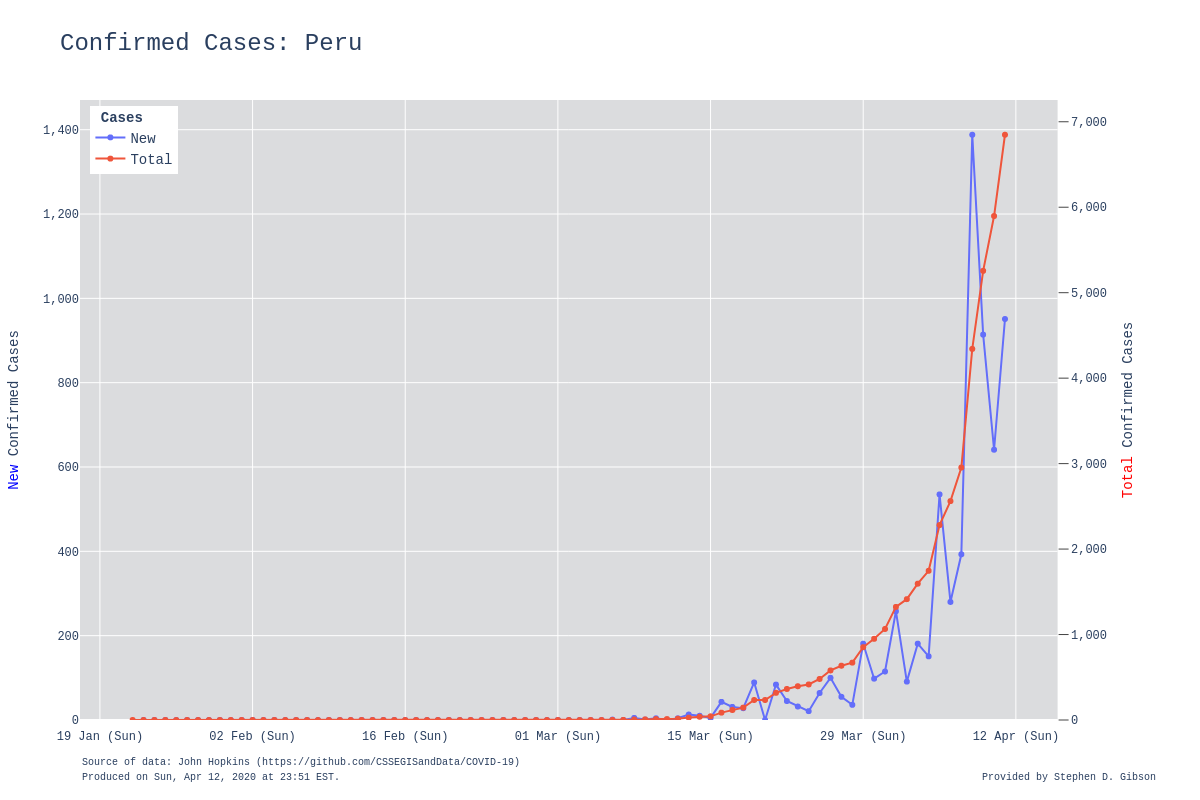 Confirmed Cases: Peru
Cases
New
Total
1,400
1,200
1,000
800
600
400
200
0
7,000
6,000
5,000
4,000
3,000
2,000
1,000
0
New Confirmed Cases
Total Confirmed Cases
19 Jan (Sun) 02 Feb (Sun) 16 Feb (Sun) 01 Mar (Sun) 15 Mar (Sun) 29 Mar (Sun) 12 Apr (Sun)
Source of data: John Hopkins (https://github.com/CSSEGISandData/COVID-19)
Produced on Sun, Apr 12, 2020 at 23:51 EST.
Provided by Stephen D. Gibson